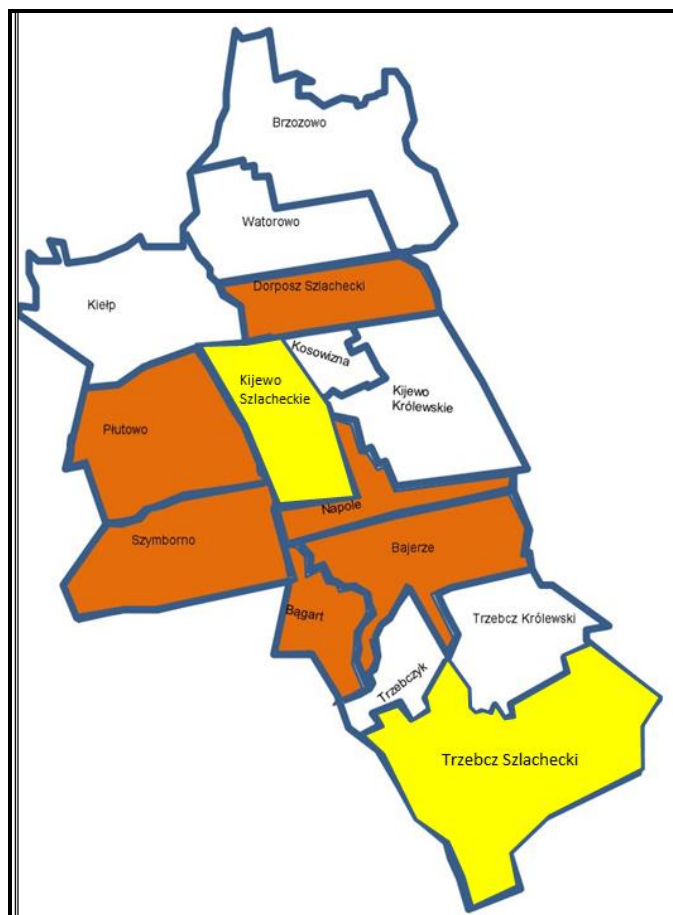 Brzozowo
Watorowo
Dorposz Szlachecki
Kiełp
Kosowizna
Kijewo
Szlacheckie
Kijewo
Królewskie
Płutowo
Napole
Szymborno
Bajerze
Bągart
Trzebcz Królewski
Trzebczyk
Trzebcz Szlachecki